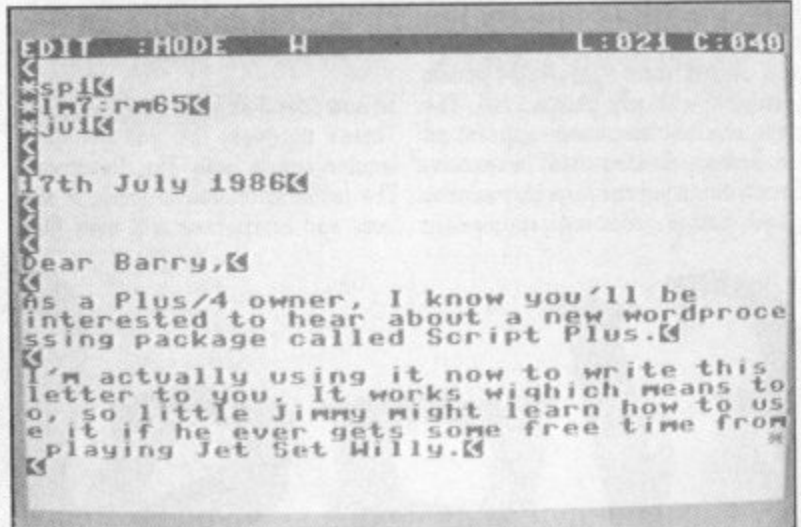 EDIT :MODE W L:021 C:040
*spi
*lm7:rm65
*ju1
17th July 1986
Dear Barry,
As a Plus/4 owner, I know you'll be
interested to hear about a new wordproce
ssing package called Script Plus.
I'm actually using it now to write this
letter to you. It works wiqhich means to
o, so little Jimmy might learn how to us
e it if he ever gets some free time from
playing Jet Set Willy.